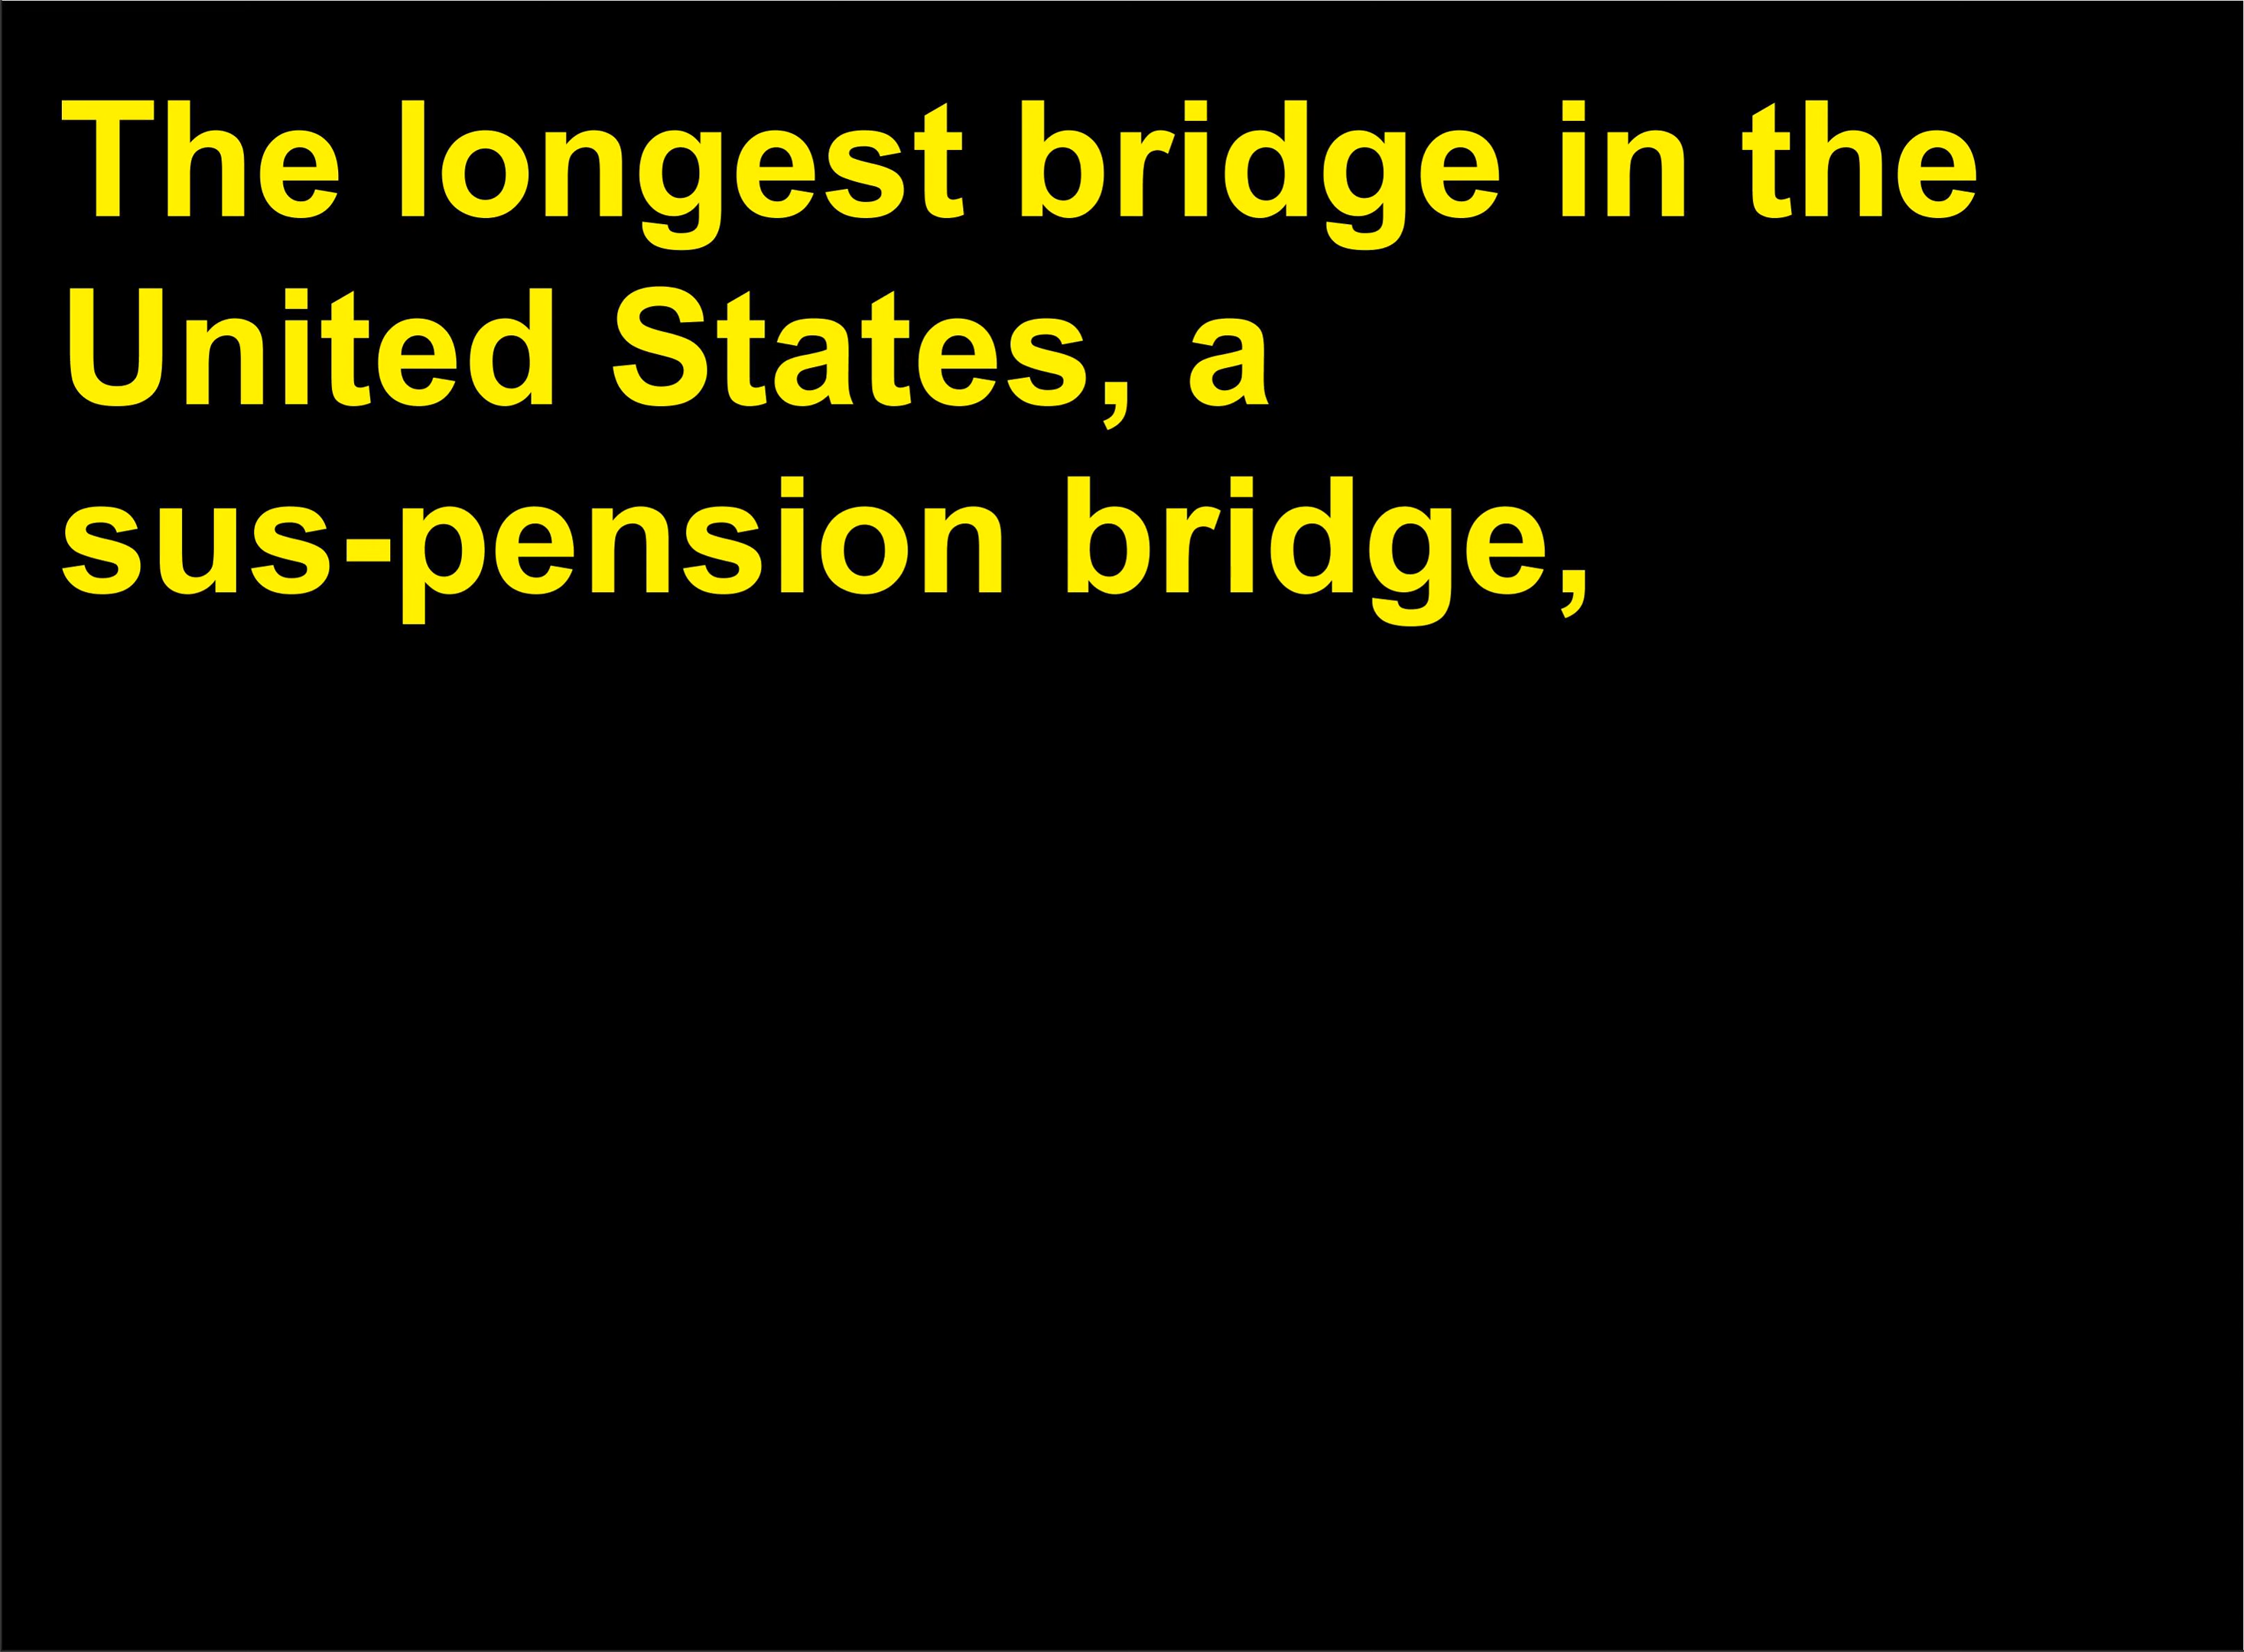 The longest bridge in the
United States, a
sus-pension bridge,